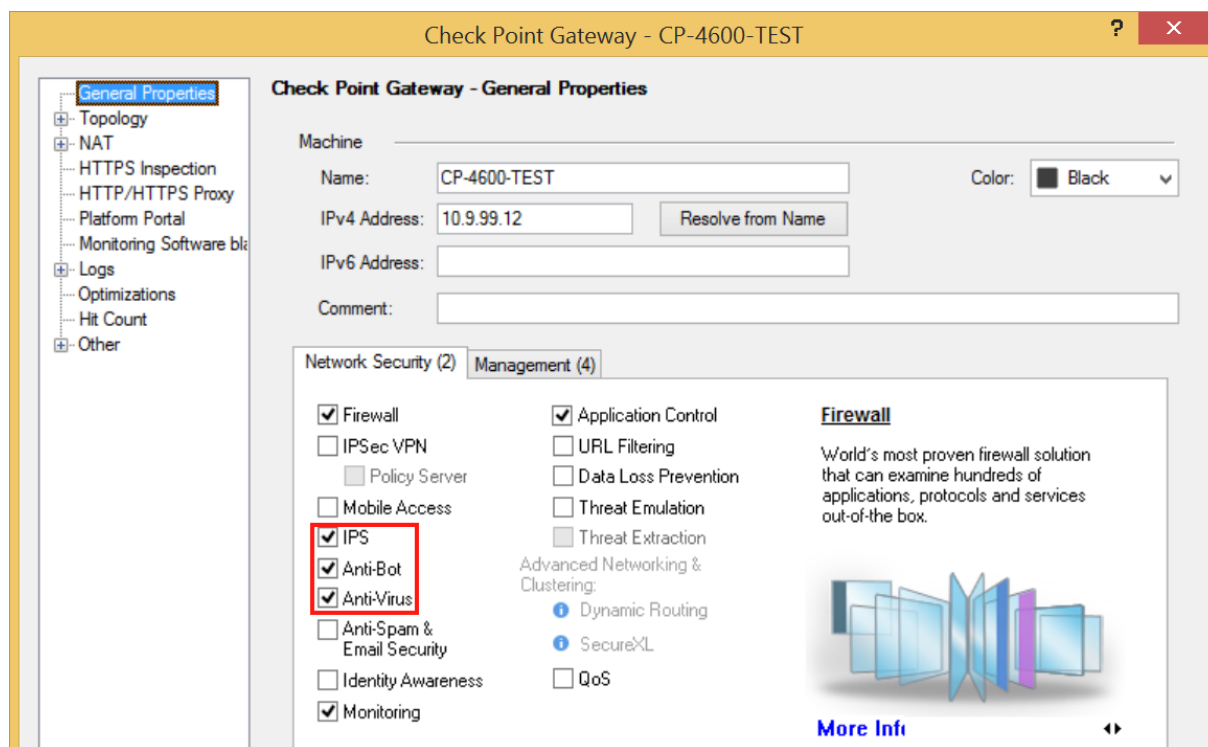 Check Point Gateway - CP-4600-TEST
?
General Properties
Topology
NAT
HTTPS Inspection
HTTP/HTTPS Proxy
Platform Portal
Monitoring Software bla
Logs
Optimizations
Hit Count
Other
Check Point Gateway - General Properties
Machine
Name: CP-4600-TEST Color: Black
IPv4 Address: 10.9.99.12 Resolve from Name
IPv6 Address:
Comment:
Network Security (2) Management (4)
Firewall
IPSec VPN
Policy Server
Mobile Access
IPS
Anti-Bot
Anti-Virus
Anti-Spam &
Email Security
Identity Awareness
Monitoring
Application Control
URL Filtering
Data Loss Prevention
Threat Emulation
Threat Extraction
Advanced Networking &
Clustering:
Dynamic Routing
SecureXL
QoS
Firewall
World's most proven firewall solution
that can examine hundreds of
applications, protocols and services
out-of-the box.
More Info